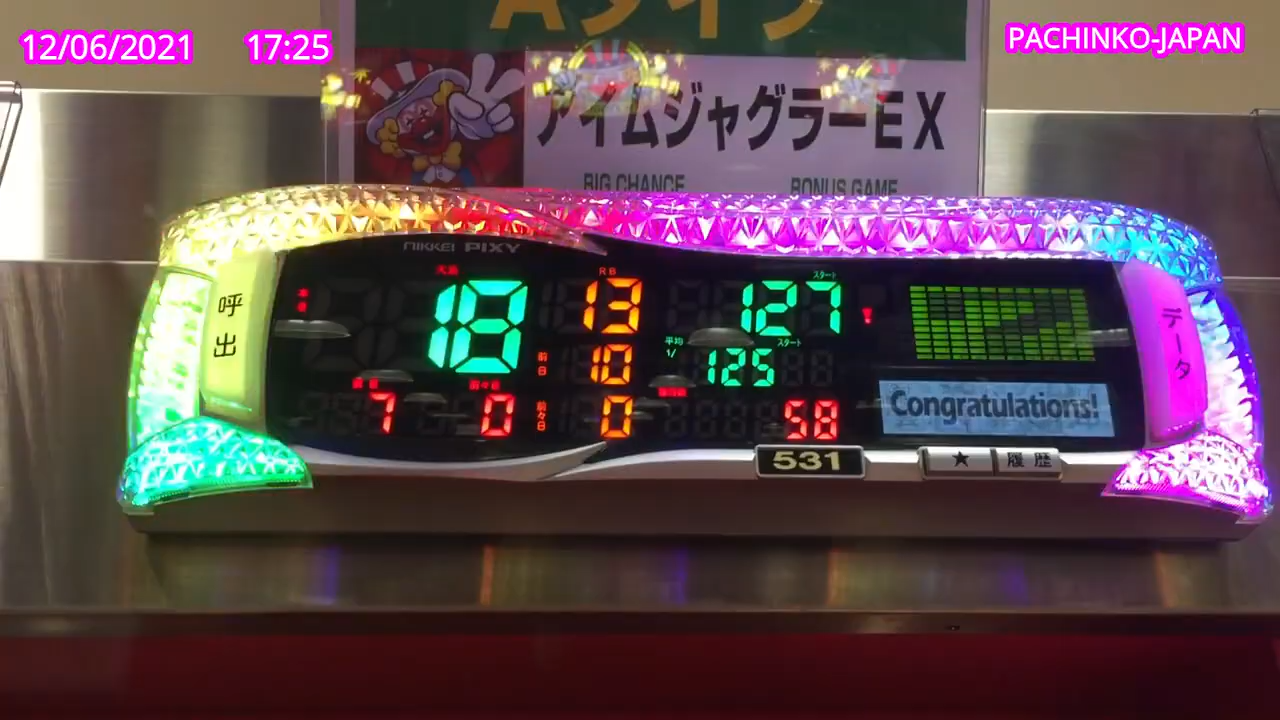 12/06/2021 17:25
PACHINKO-JAPAN
Aタイプ
アイムジャグラーEX
BIG CHANCE
BONUS GAME
NIKKEI PIXY
呼出
大当
18
RB
13
スタート
127
データ
前日
10
平均
1/
スタート
125
7
前々日
0
前々日
0
58
Congratulations!
531
★
履歴